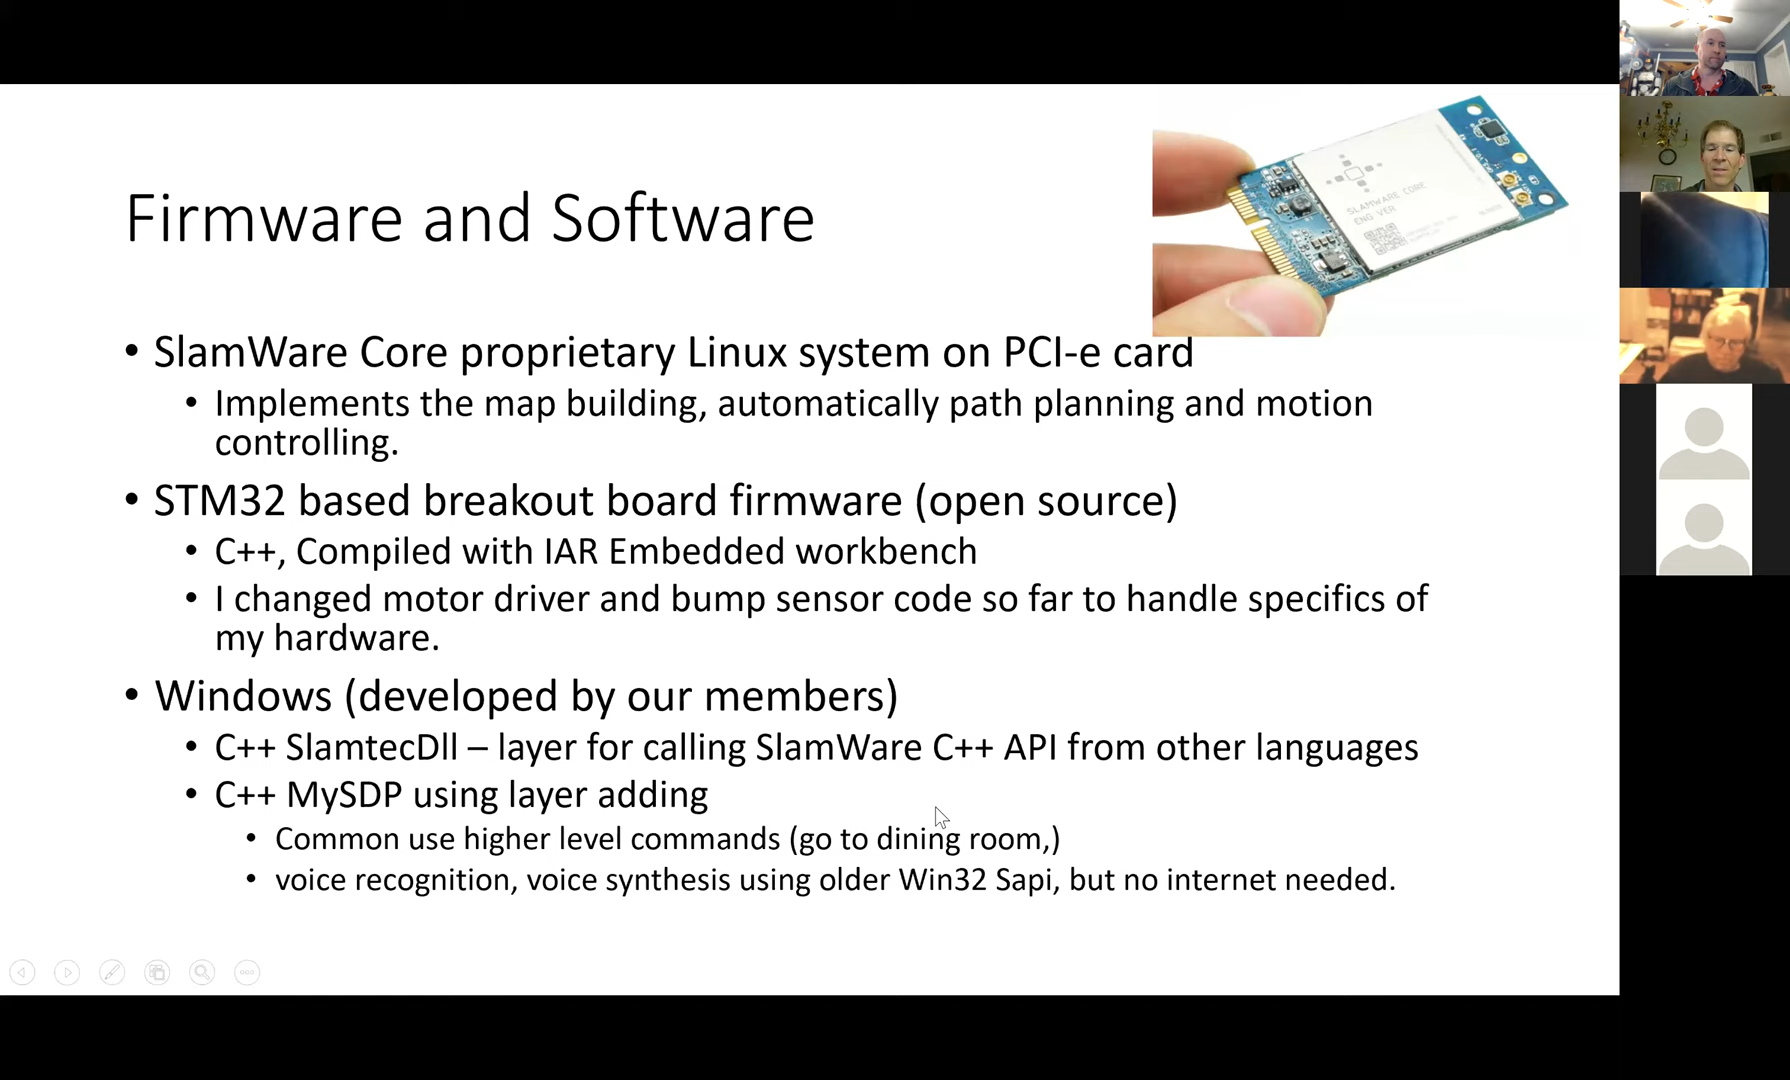 SLAMWARE CORE
ENG VER.
Firmware and Software
• SlamWare Core proprietary Linux system on PCI-e card
• Implements the map building, automatically path planning and motion
controlling.
• STM32 based breakout board firmware (open source)
• C++, Compiled with IAR Embedded workbench
• I changed motor driver and bump sensor code so far to handle specifics of
my hardware.
• Windows (developed by our members)
• C++ SlamtecDll – layer for calling SlamWare C++ API from other languages
• C++ MySDP using layer adding
• Common use higher level commands (go to dining room,)
• voice recognition, voice synthesis using older Win32 Sapi, but no internet needed.